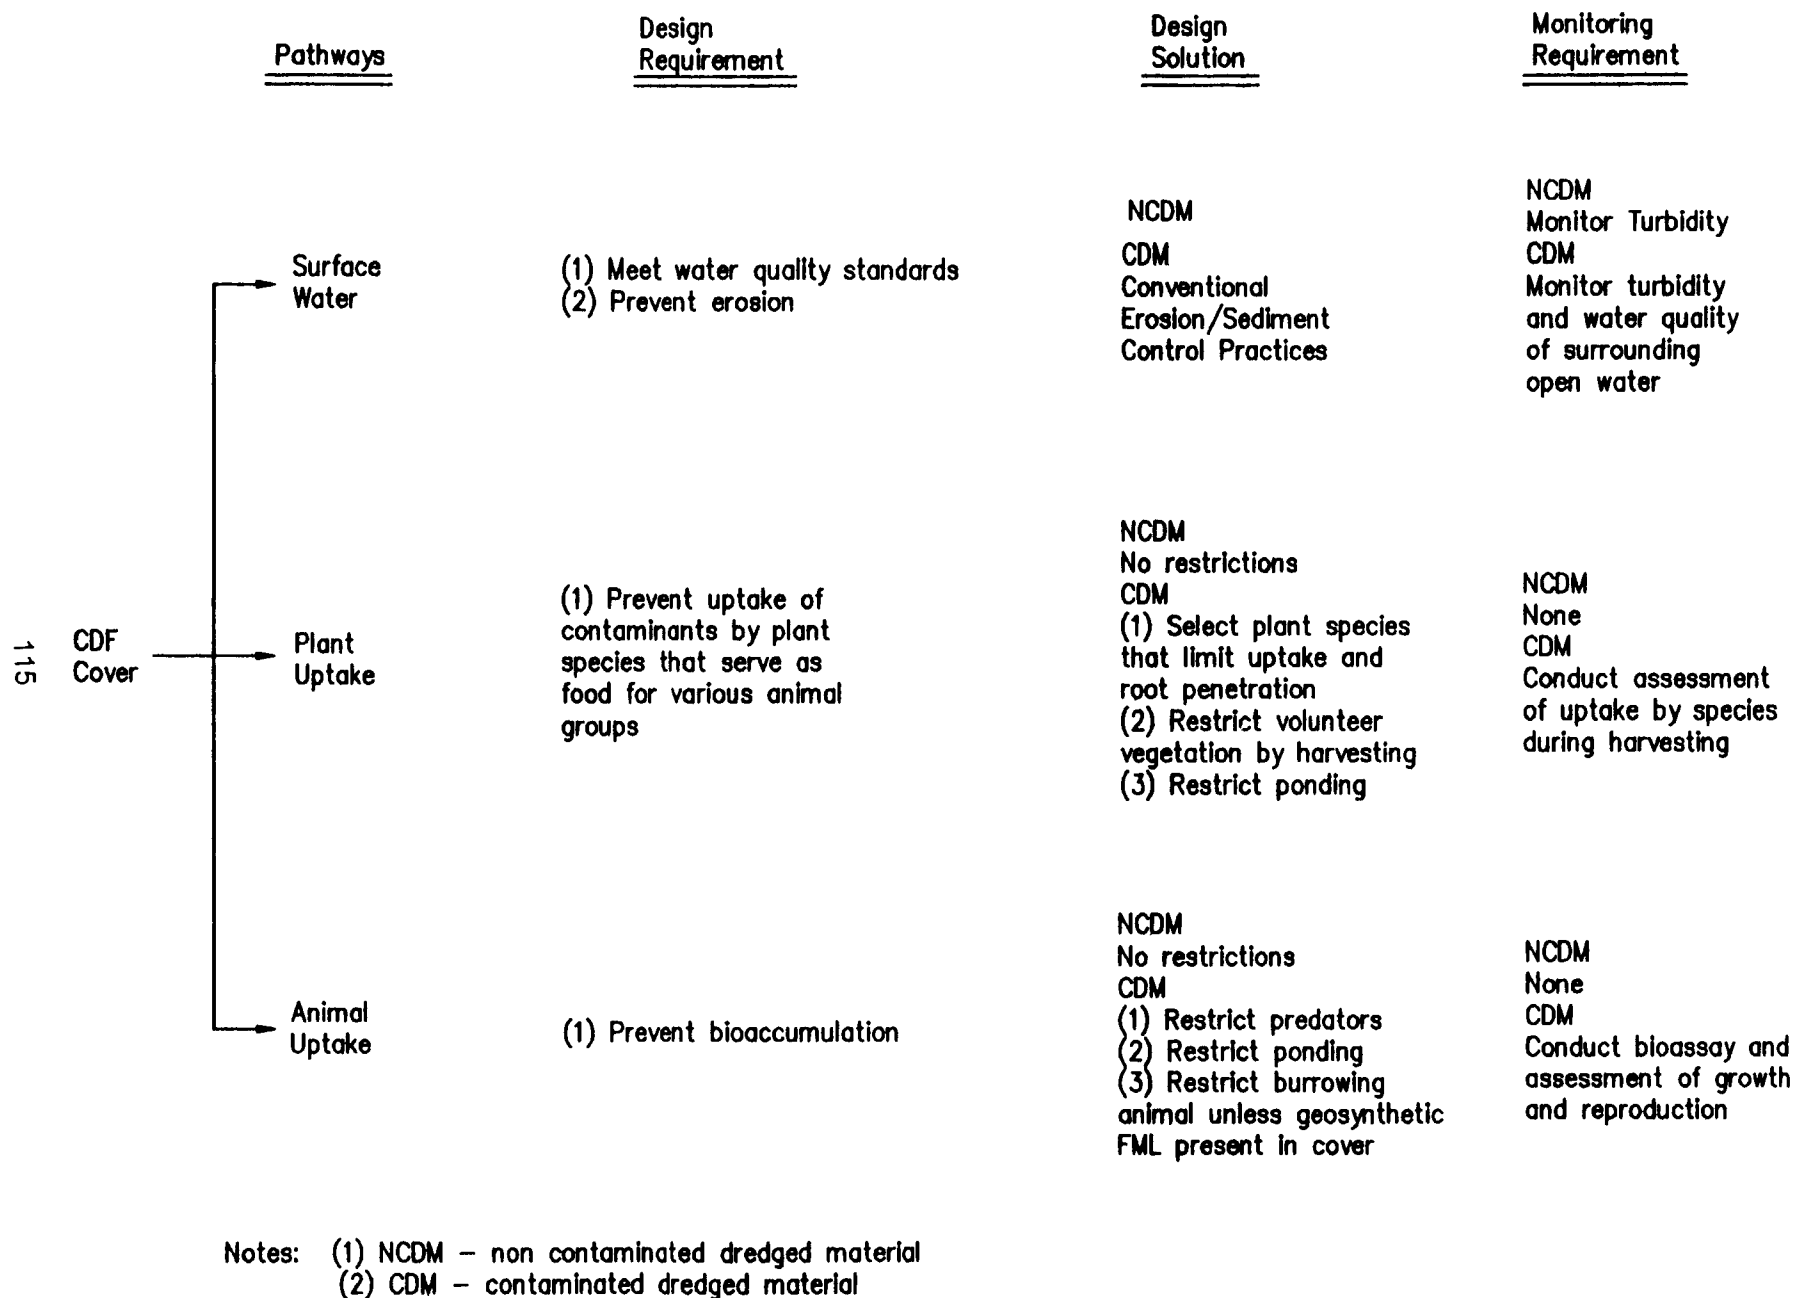 Pathways
Design
Requirement
Design
Solution
Monitoring
Requirement
115
CDF
Cover
Surface
Water
(1) Meet water quality standards
(2) Prevent erosion
NCDM
CDM
Conventional
Erosion/Sediment
Control Practices
NCDM
Monitor Turbidity
CDM
Monitor turbidity
and water quality
of surrounding
open water
Plant
Uptake
(1) Prevent uptake of
contaminants by plant
species that serve as
food for various animal
groups
NCDM
No restrictions
CDM
(1) Select plant species
that limit uptake and
root penetration
(2) Restrict volunteer
vegetation by harvesting
(3) Restrict ponding
NCDM
None
CDM
Conduct assessment
of uptake by species
during harvesting
Animal
Uptake
(1) Prevent bioaccumulation
NCDM
No restrictions
CDM
(1) Restrict predators
(2) Restrict ponding
(3) Restrict burrowing
animal unless geosynthetic
FML present in cover
NCDM
None
CDM
Conduct bioassay and
assessment of growth
and reproduction
Notes: (1) NCDM – non contaminated dredged material
(2) CDM – contaminated dredged material